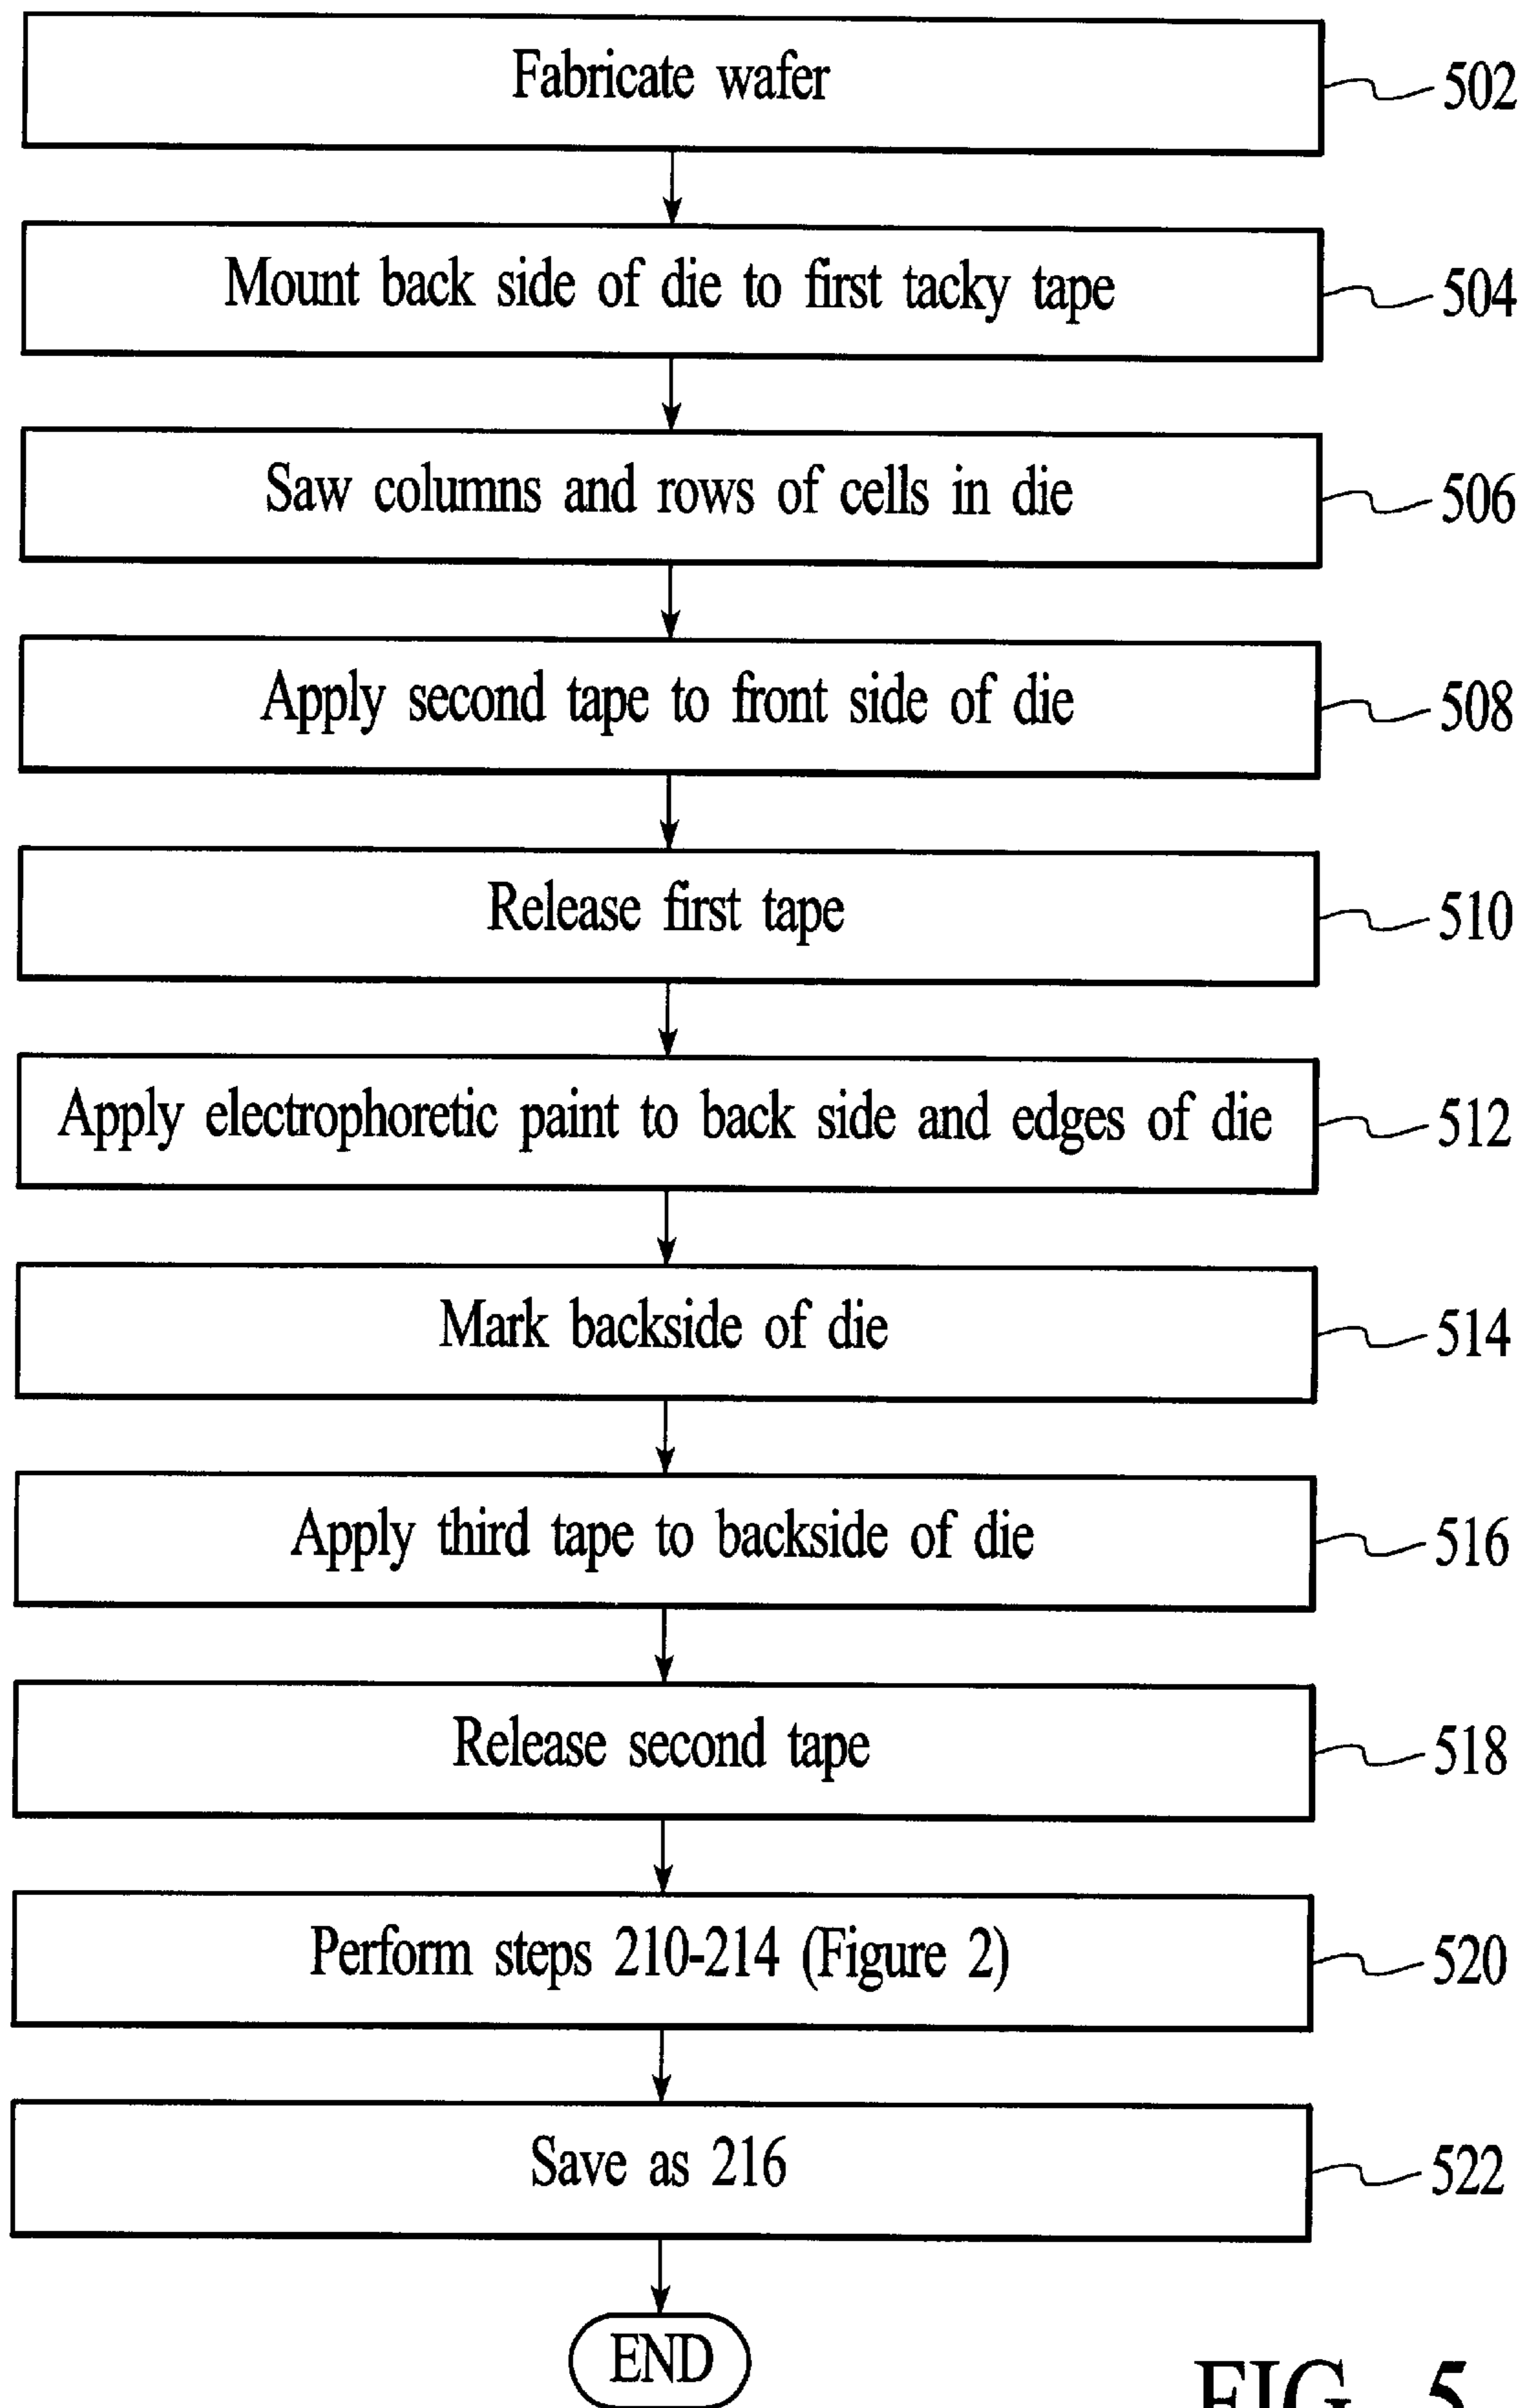 Fabricate wafer
502
Mount back side of die to first tacky tape
504
Saw columns and rows of cells in die
506
Apply second tape to front side of die
508
Release first tape
510
Apply electrophoretic paint to back side and edges of die
512
Mark backside of die
514
Apply third tape to backside of die
516
Release second tape
518
Perform steps 210-214 (Figure 2)
520
Save as 216
522
END
FIG. 5